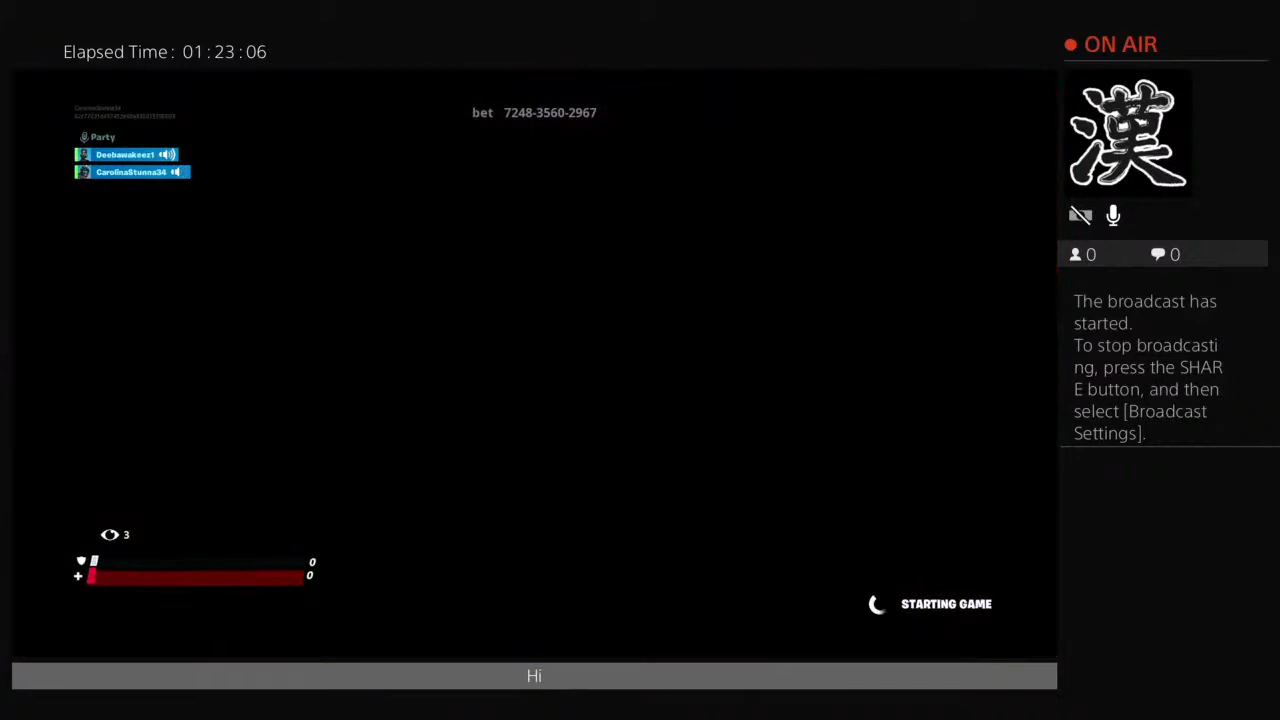 Elapsed Time: 01:23:06
ON AIR
漢
CarolinaStunna34
bet 7248-3560-2967
Party
Deebawakeez1
CarolinaStunna34
0 0
The broadcast has
started.
To stop broadcasti
ng, press the SHAR
E button, and then
select [Broadcast
Settings].
3
0
0
STARTING GAME
Hi